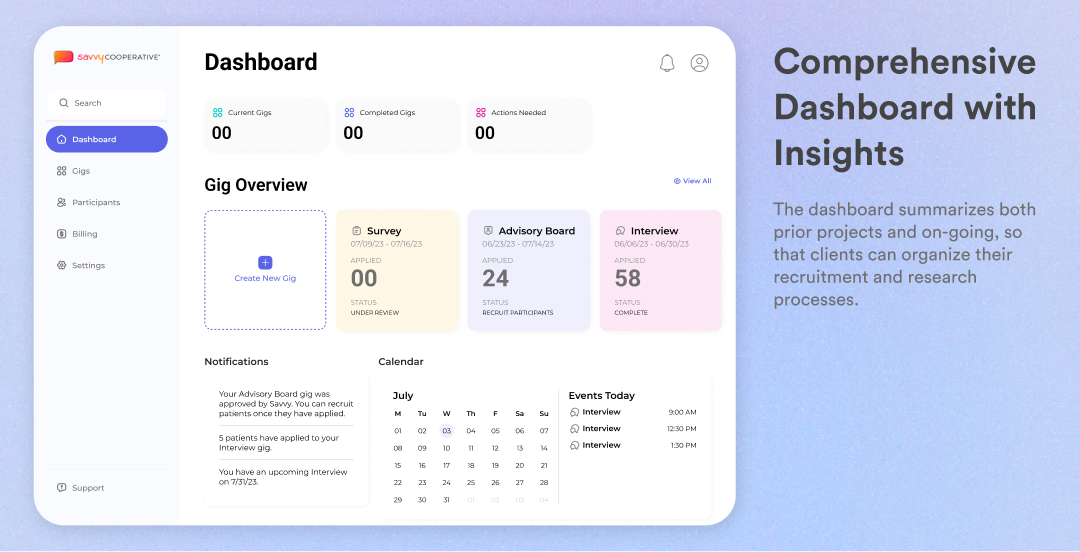 savvy COOPERATIVE
Search
Dashboard
Gigs
Participants
Billing
Settings
Support
Dashboard
Current Gigs
00
Completed Gigs
00
Actions Needed
00
Gig Overview
View All
Create New Gig
Survey
07/09/23 - 07/16/23
APPLIED
00
STATUS
UNDER REVIEW
Advisory Board
06/23/23 - 07/14/23
APPLIED
24
STATUS
RECRUIT PARTICIPANTS
Interview
06/06/23 - 06/30/23
APPLIED
58
STATUS
COMPLETE
Notifications
Your Advisory Board gig was
approved by Savvy. You can recruit
patients once they have applied.
5 patients have applied to your
Interview gig.
You have an upcoming Interview
on 7/31/23.
Calendar
July
M Tu W Th F Sa Su
01 02 03 04 05 06 07
08 09 10 11 12 13 14
15 16 17 18 19 20 21
22 23 24 25 26 27 28
29 30 31 01 02 03 04
Events Today
Interview 9:00 AM
Interview 12:30 PM
Interview 1:30 PM
Comprehensive
Dashboard with
Insights
The dashboard summarizes both
prior projects and on-going, so
that clients can organize their
recruitment and research
processes.